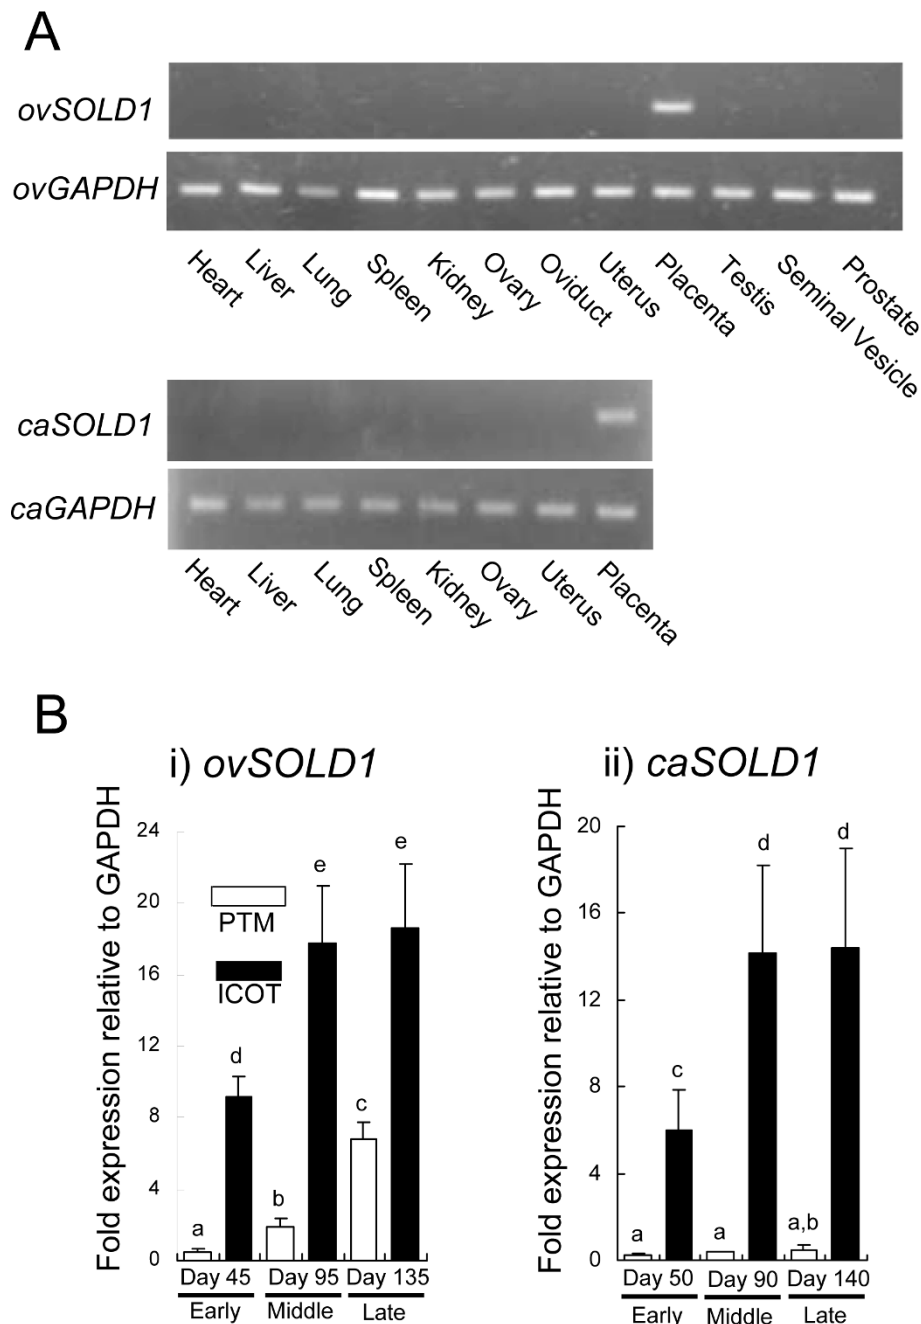 A
ovSOLD1
ovGAPDH
Heart Liver Lung Spleen Kidney Ovary Oviduct Uterus Placenta Testis Seminal Vesicle Prostate
caSOLD1
caGAPDH
Heart Liver Lung Spleen Kidney Ovary Uterus Placenta
B
i) ovSOLD1
Fold expression relative to GAPDH
24
20
16
12
8
4
0
PTM
ICOT
a d b e c e
Day 45 Day 95 Day 135
Early Middle Late
ii) caSOLD1
Fold expression relative to GAPDH
20
16
12
8
4
0
a c a d a,b d
Day 50 Day 90 Day 140
Early Middle Late